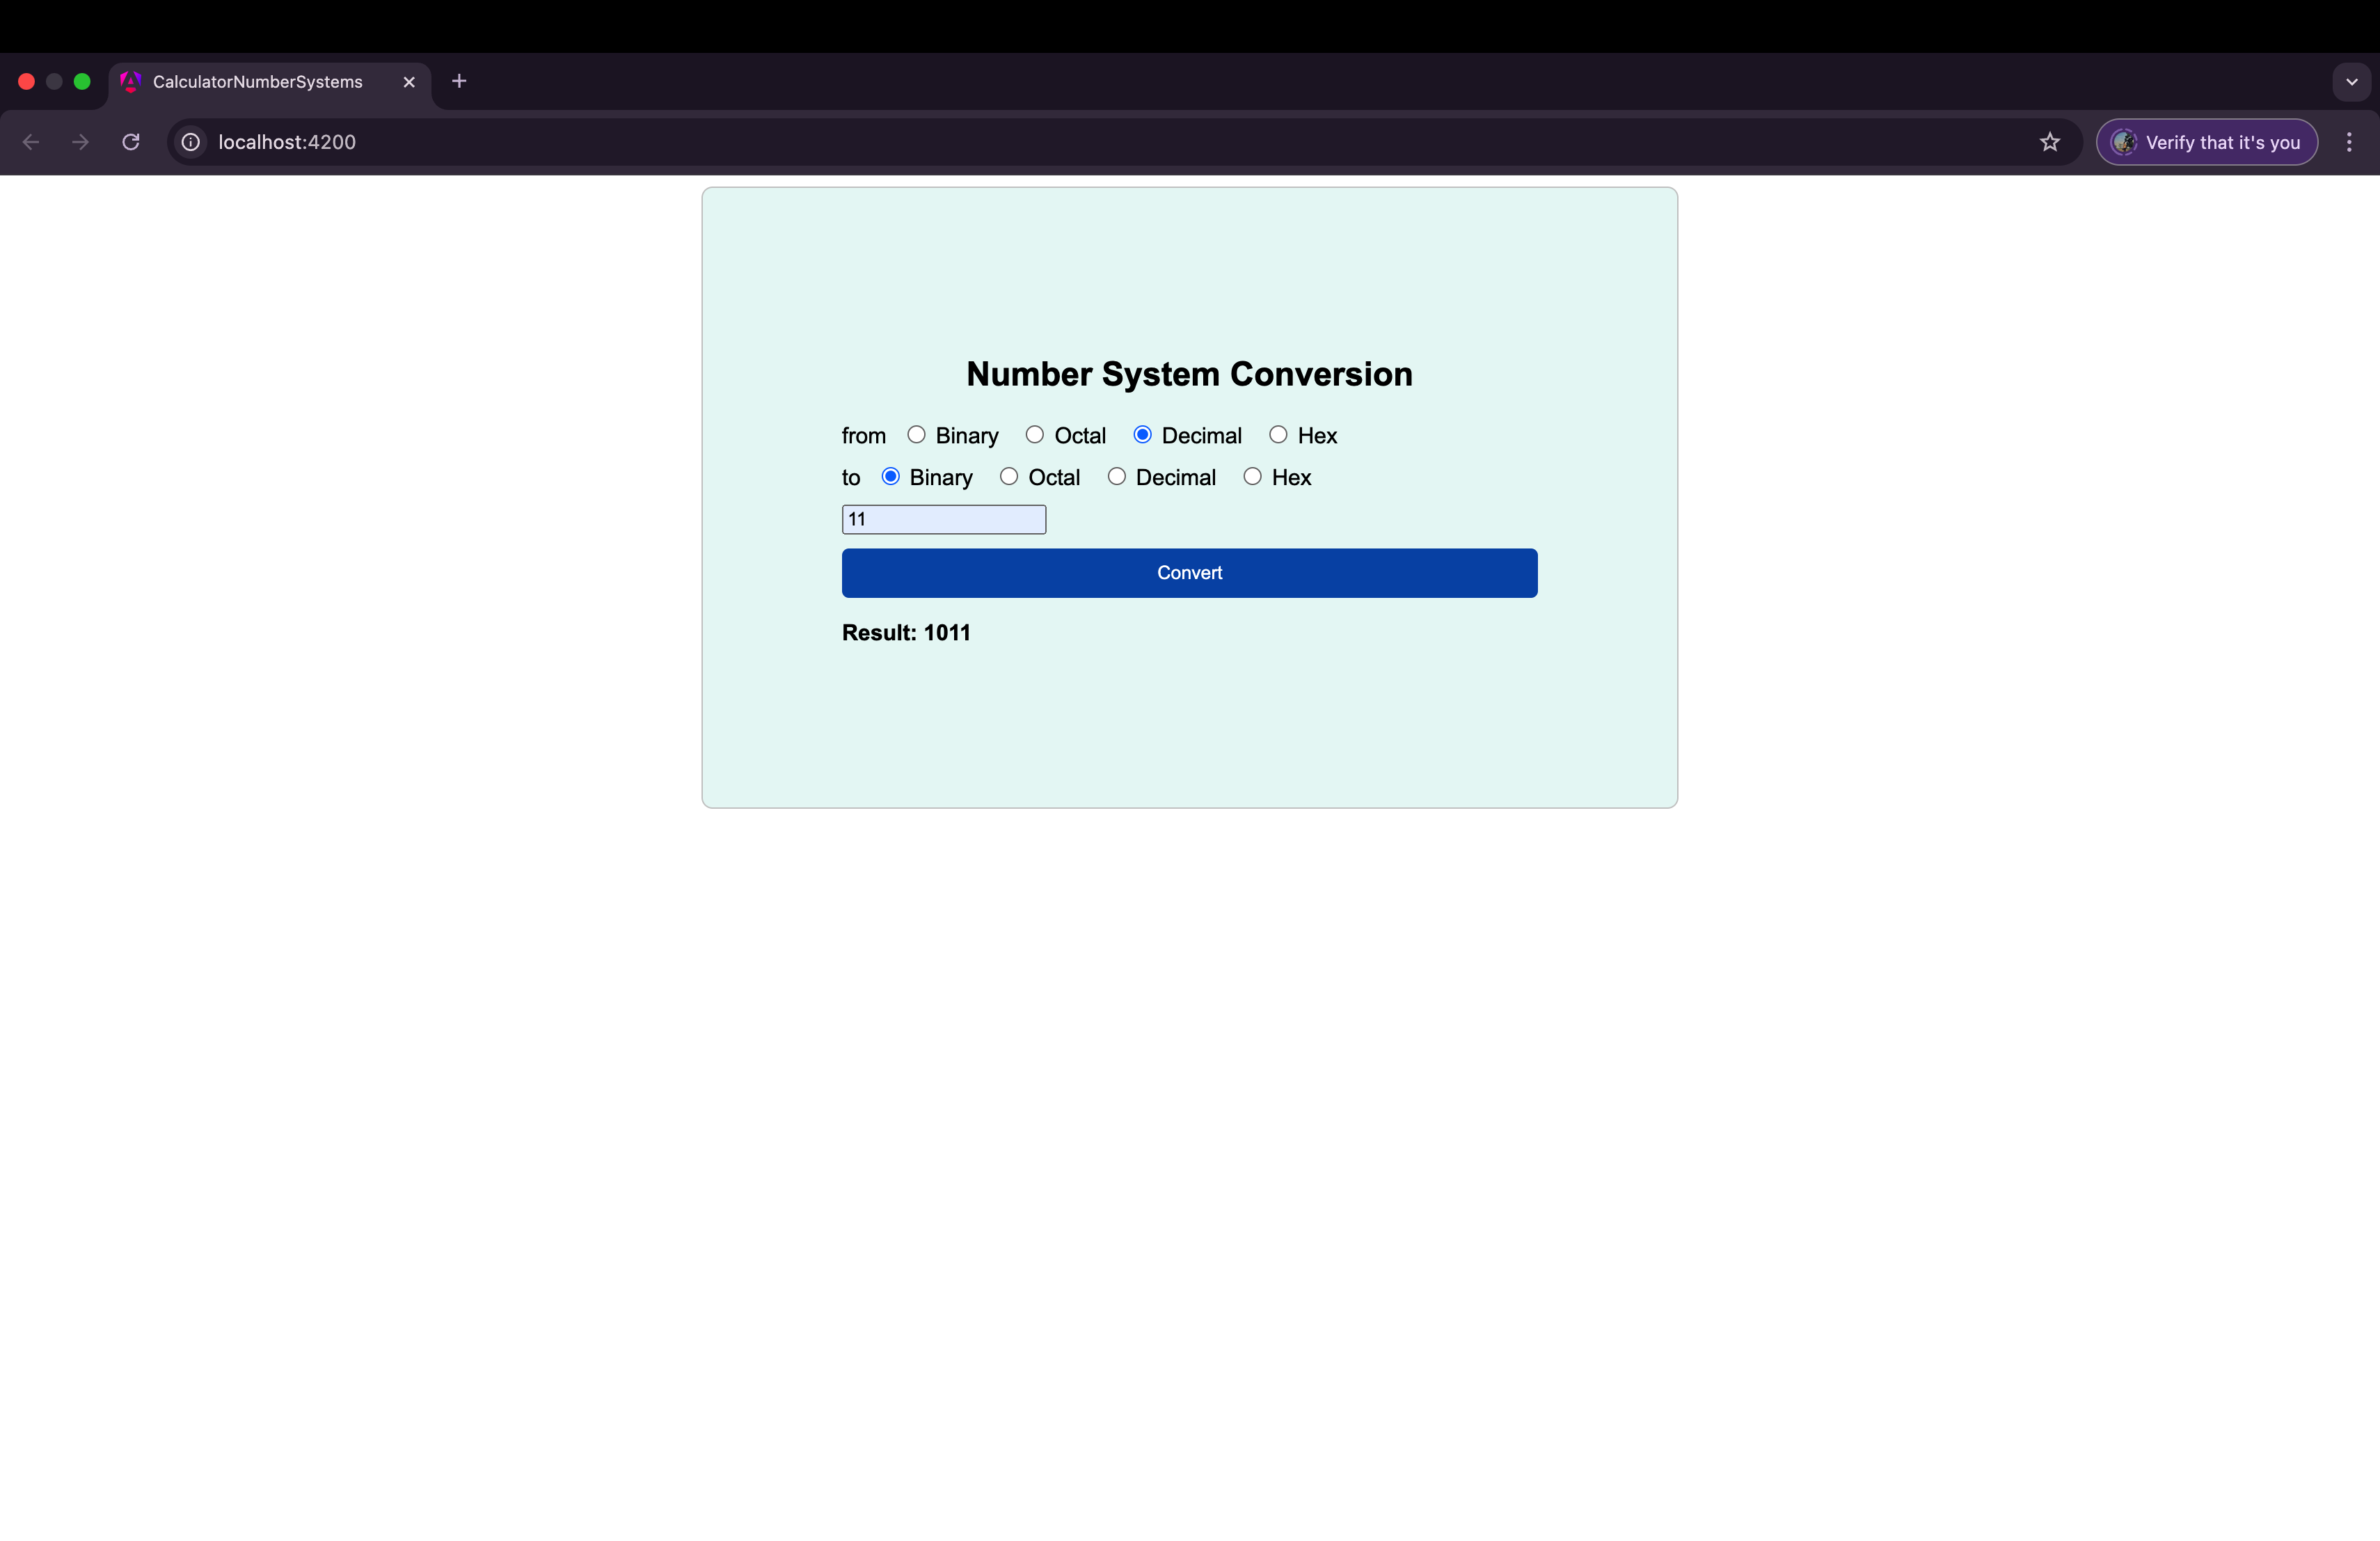 CalculatorNumberSystems
localhost:4200
Verify that it's you
Number System Conversion
from Binary Octal Decimal Hex
to Binary Octal Decimal Hex
11
Convert
Result: 1011